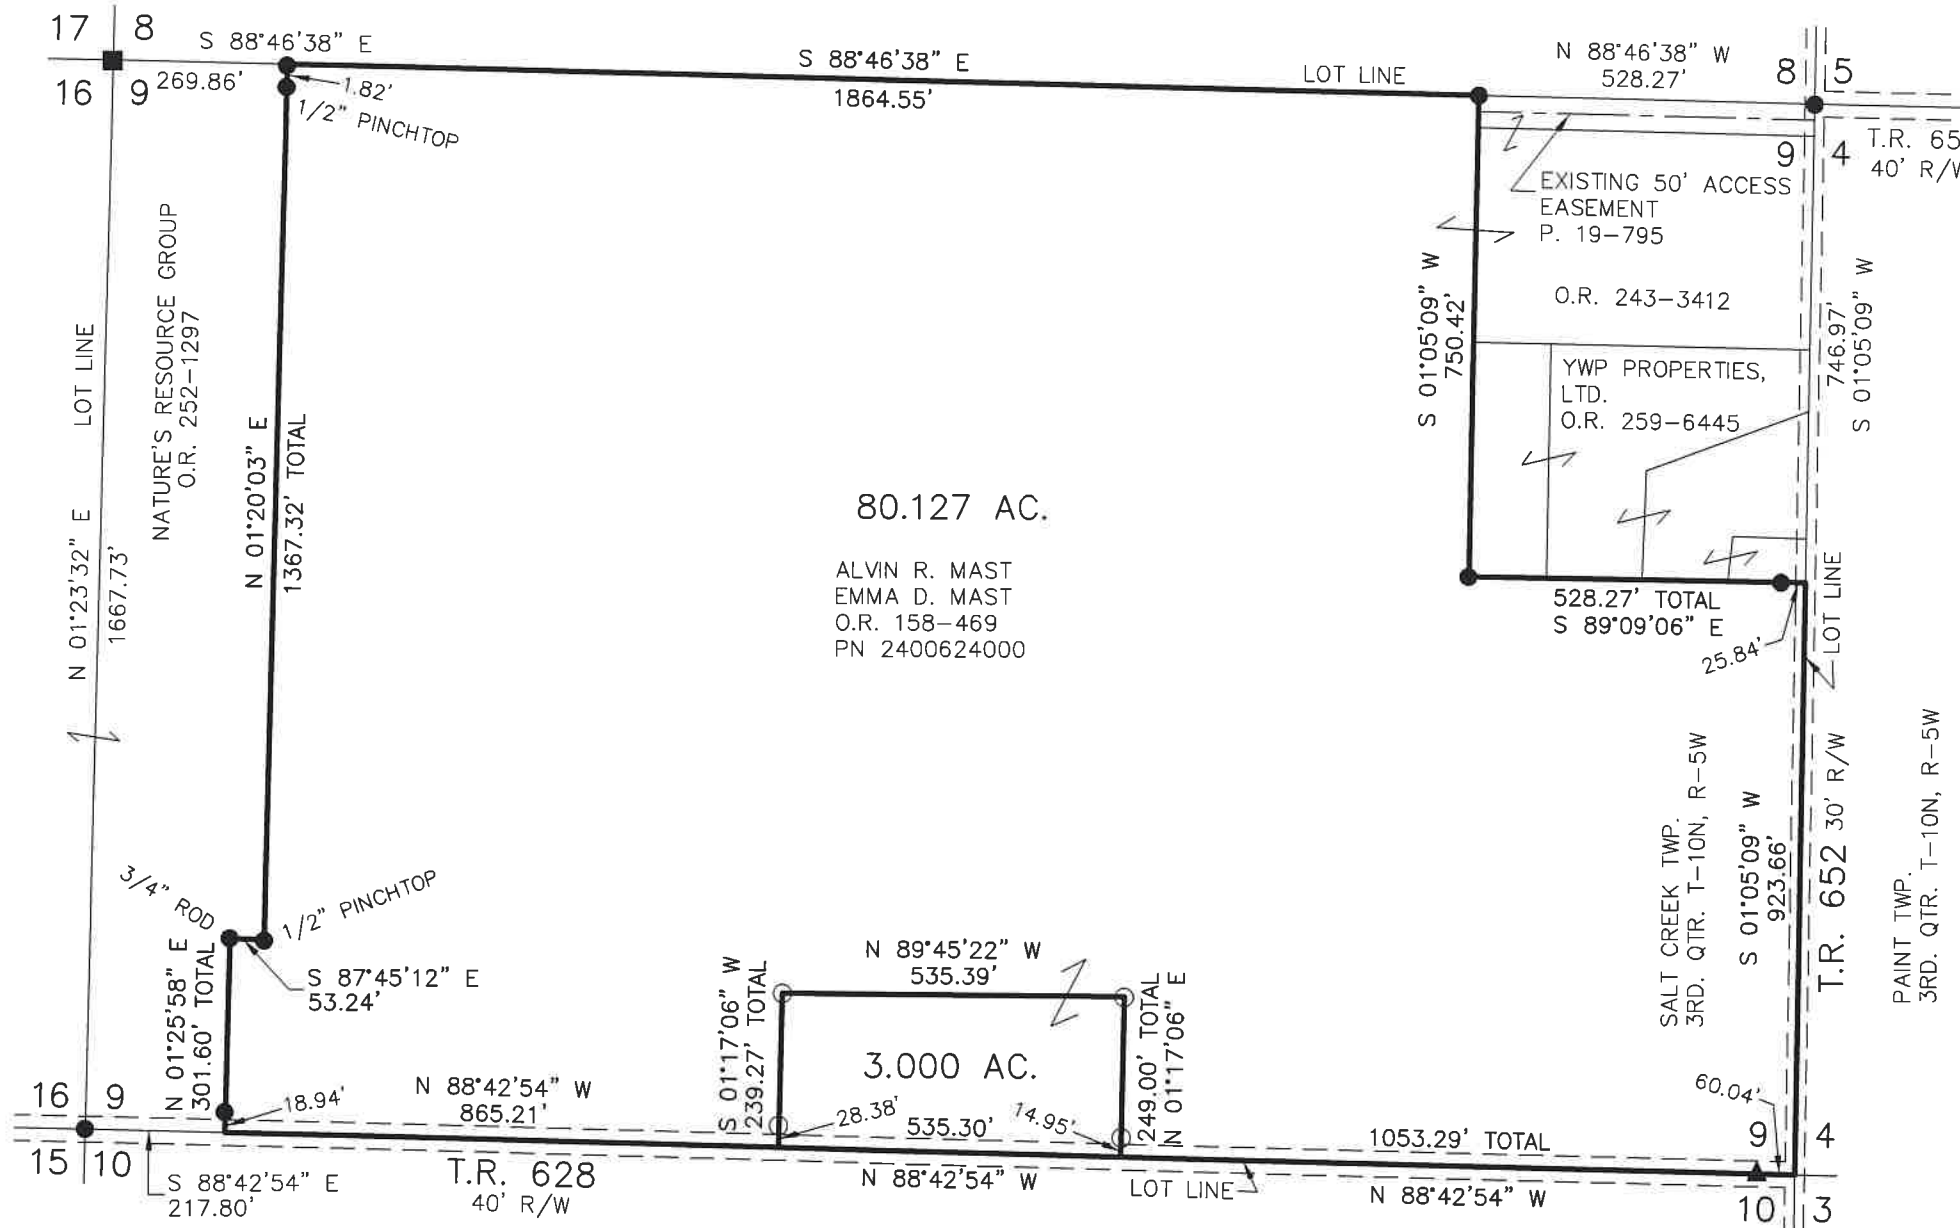 17 8
16 9
S 88°46'38" E
269.86'
1.82'
1/2" PINCHTOP
S 88°46'38" E
1864.55'
LOT LINE
N 88°46'38" W
528.27'
8 5
9 4
T.R. 65
40' R/W
EXISTING 50' ACCESS
EASEMENT
P. 19-795
O.R. 243-3412
YWP PROPERTIES,
LTD.
O.R. 259-6445
746.97'
S 01°05'09" W
S 01°05'09" W
750.42'
N 01°23'32" E
LOT LINE
1667.73'
NATURE'S RESOURCE GROUP
O.R. 252-1297
N 01°20'03" E
1367.32' TOTAL
80.127 AC.
ALVIN R. MAST
EMMA D. MAST
O.R. 158-469
PN 2400624000
528.27' TOTAL
S 89°09'06" E
25.84'
LOT LINE
SALT CREEK TWP.
3RD. QTR. T-10N, R-5W
S 01°05'09" W
923.66'
T.R. 652 30' R/W
PAINT TWP.
3RD. QTR. T-10N, R-5W
3/4" ROD
1/2" PINCHTOP
S 87°45'12" E
53.24'
N 01°25'58" E
301.60' TOTAL
18.94'
N 88°42'54" W
865.21'
S 01°17'06" W
239.27' TOTAL
N 89°45'22" W
535.39'
3.000 AC.
28.38'
535.30'
14.95'
249.00' TOTAL
N 01°17'06" E
1053.29' TOTAL
60.04'
16 9
15 10
S 88°42'54" E
217.80'
T.R. 628
40' R/W
N 88°42'54" W
LOT LINE
N 88°42'54" W
9 4
10 3